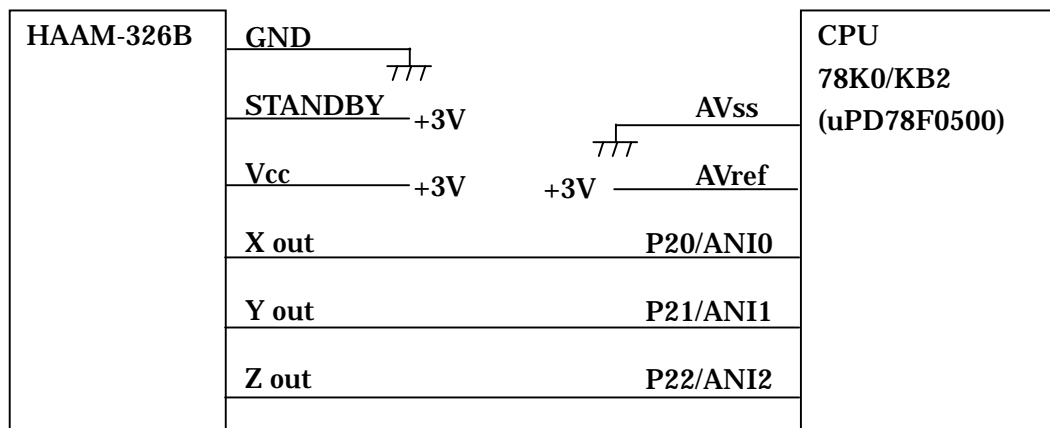 HAAM-326B
GND
CPU
78K0/KB2
(uPD78F0500)
STANDBY
+3V
AVss
Vcc
+3V
+3V
AVref
X out
P20/ANI0
Y out
P21/ANI1
Z out
P22/ANI2